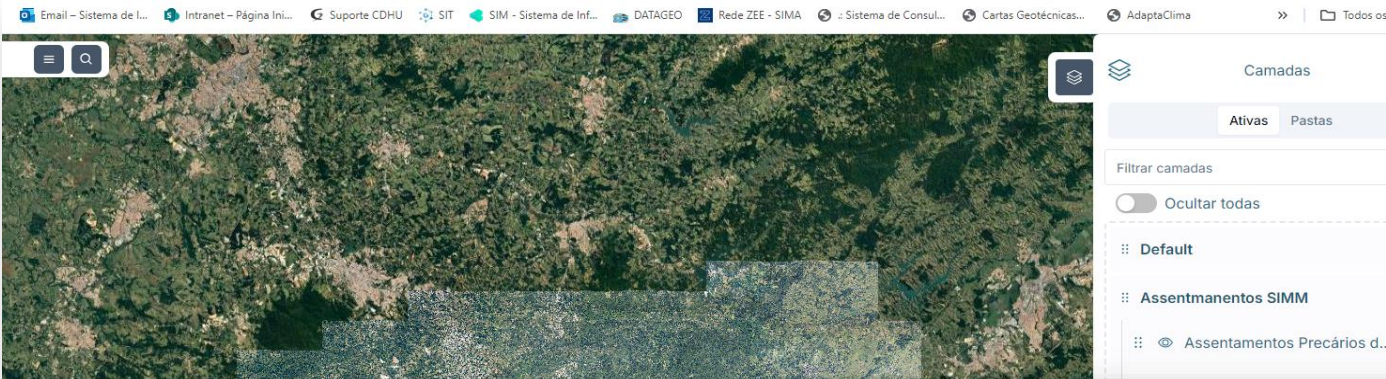 Email – Sistema de I... Intranet – Página Ini... Suporte CDHU SIT SIM - Sistema de Inf... DATAGEO Rede ZEE - SIMA .: Sistema de Consul... Cartas Geotécnicas... AdaptaClima » Todos os
Camadas
Ativas Pastas
Filtrar camadas
Ocultar todas
Default
Assentmanentos SIMM
Assentamentos Precários d...